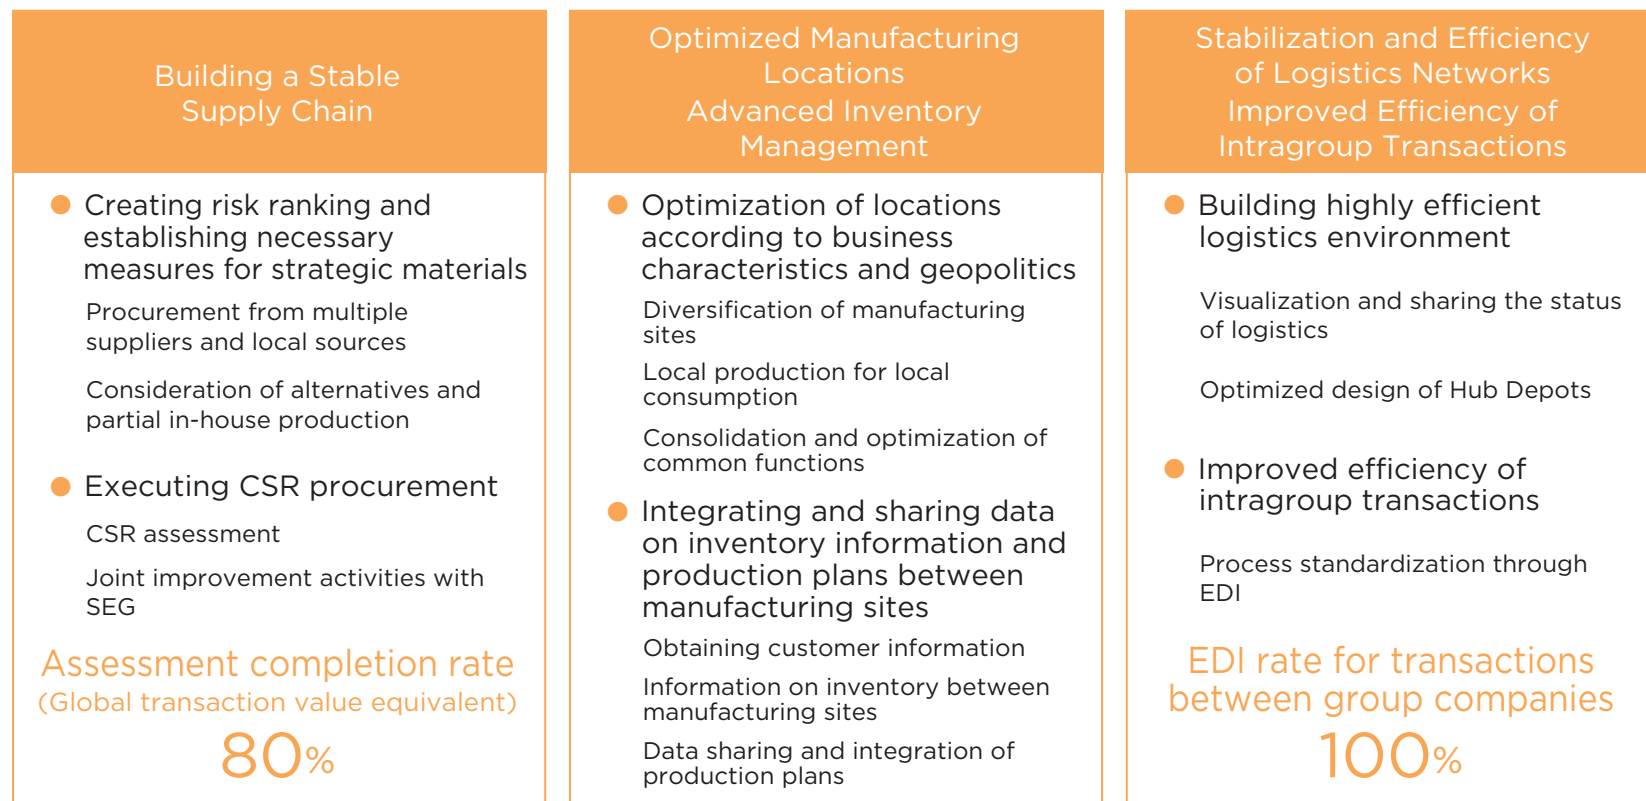 Building a Stable
Supply Chain
● Creating risk ranking and
establishing necessary
measures for strategic materials
Procurement from multiple
suppliers and local sources
Consideration of alternatives and
partial in-house production
● Executing CSR procurement
CSR assessment
Joint improvement activities with
SEG
Assessment completion rate
(Global transaction value equivalent)
80%
Optimized Manufacturing
Locations
Advanced Inventory
Management
● Optimization of locations
according to business
characteristics and geopolitics
Diversification of manufacturing
sites
Local production for local
consumption
Consolidation and optimization of
common functions
● Integrating and sharing data
on inventory information and
production plans between
manufacturing sites
Obtaining customer information
Information on inventory between
manufacturing sites
Data sharing and integration of
production plans
Stabilization and Efficiency
of Logistics Networks
Improved Efficiency of
Intragroup Transactions
● Building highly efficient
logistics environment
Visualization and sharing the status
of logistics
Optimized design of Hub Depots
● Improved efficiency of
intragroup transactions
Process standardization through
EDI
EDI rate for transactions
between group companies
100%